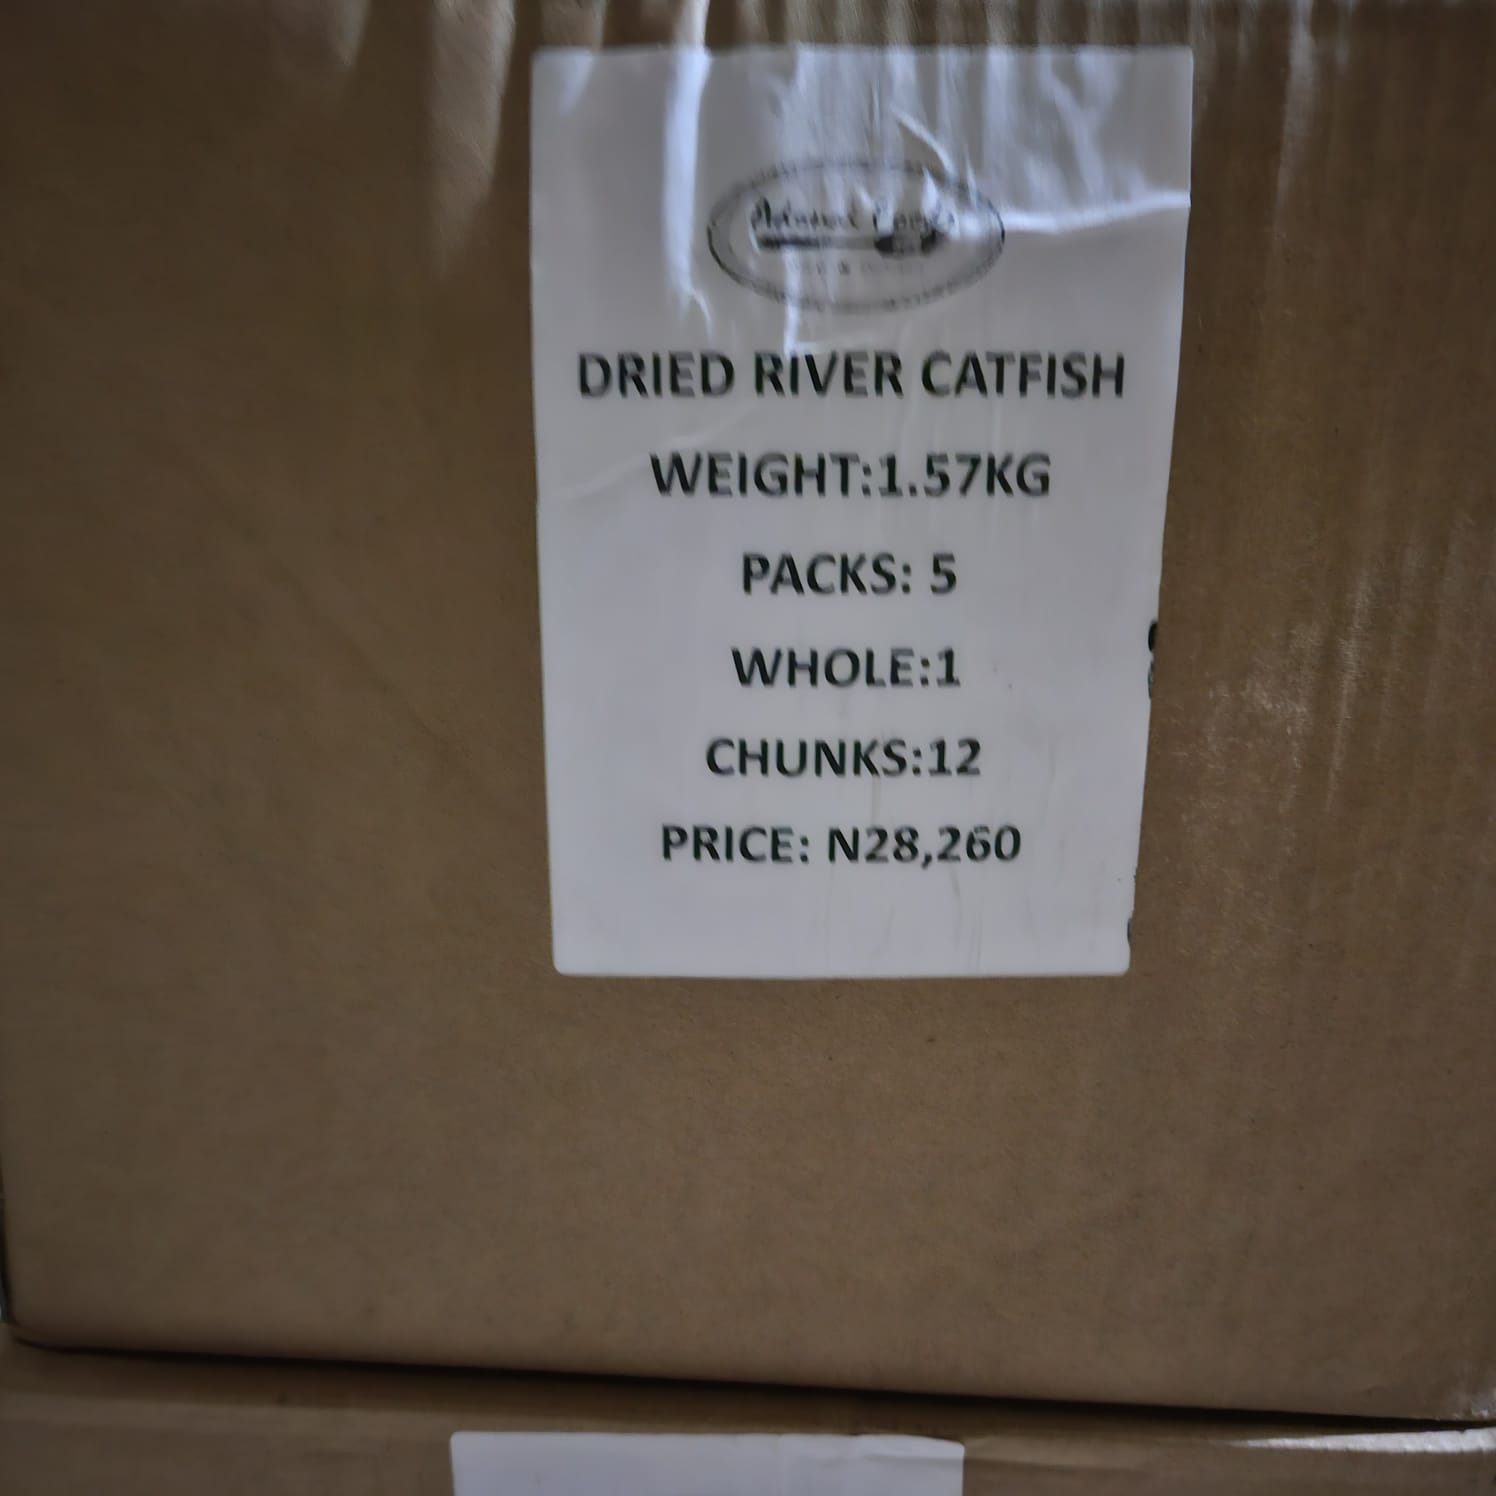 DRIED RIVER CATFISH
WEIGHT:1.57KG
PACKS: 5
WHOLE:1
CHUNKS:12
PRICE: N28,260